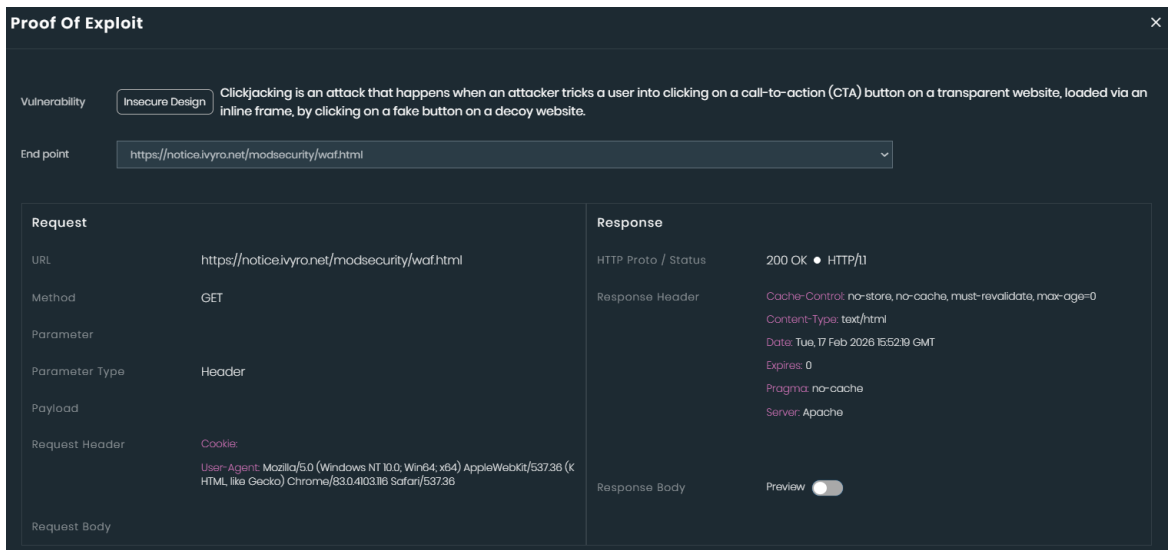 Proof Of Exploit
Vulnerability
Insecure Design
Clickjacking is an attack that happens when an attacker tricks a user into clicking on a call-to-action (CTA) button on a transparent website, loaded via an
inline frame, by clicking on a fake button on a decoy website.
End point
https://notice.ivyro.net/modsecurity/waf.html
Request
URL
https://notice.ivyro.net/modsecurity/waf.html
Method
GET
Parameter
Parameter Type
Header
Payload
Request Header
Cookie:
User-Agent: Mozilla/5.0 (Windows NT 10.0; Win64; x64) AppleWebKit/537.36 (K
HTML, like Gecko) Chrome/83.0.4103.116 Safari/537.36
Request Body
Response
HTTP Proto / Status
200 OK ● HTTP/1.1
Response Header
Cache-Control: no-store, no-cache, must-revalidate, max-age=0
Content-Type: text/html
Date: Tue, 17 Feb 2026 15:52:19 GMT
Expires: 0
Pragma: no-cache
Server: Apache
Response Body
Preview